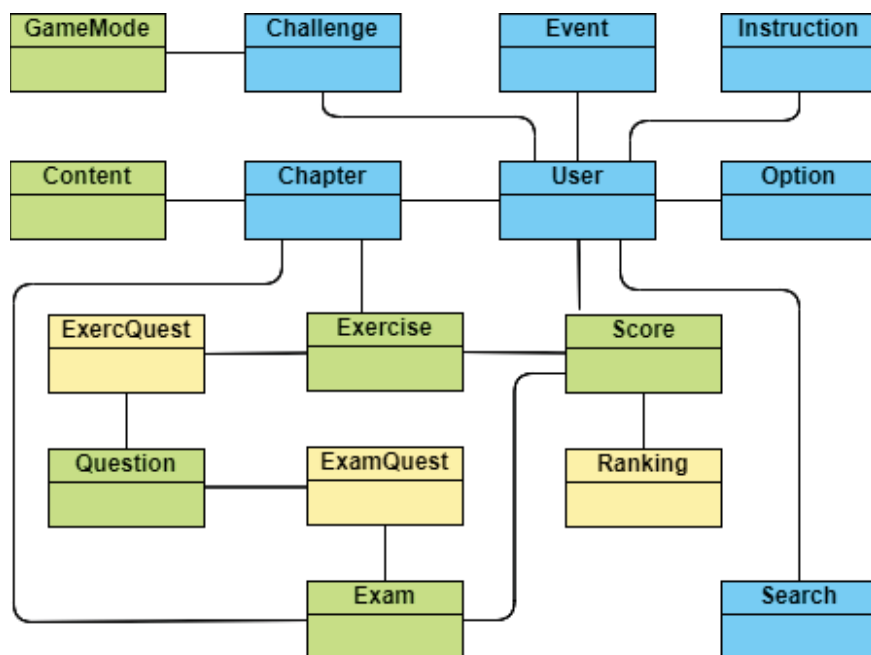 GameMode
Challenge
Event
Instruction
Content
Chapter
User
Option
ExercQuest
Exercise
Score
Question
ExamQuest
Ranking
Exam
Search